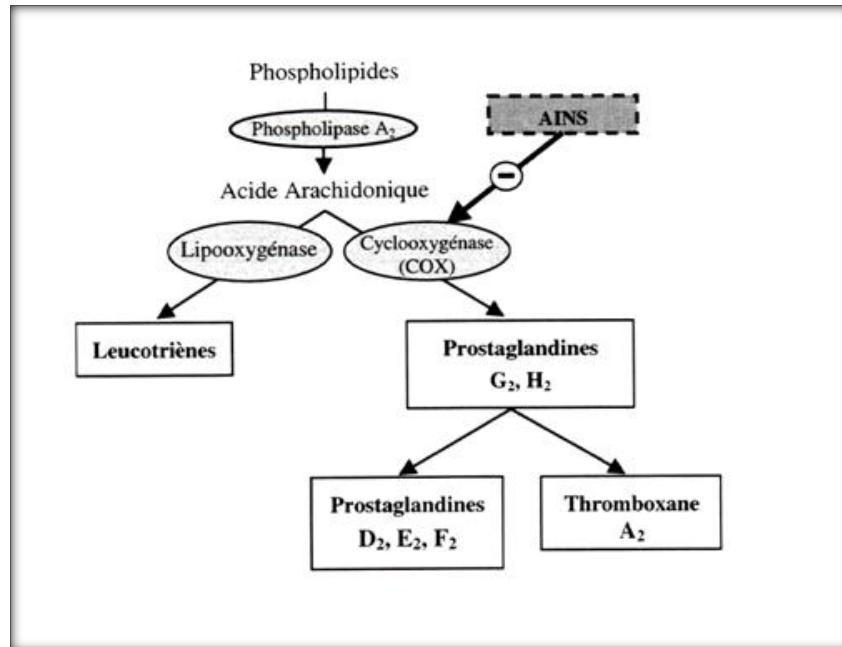 Phospholipides
Phospholipase A₂
AINS
Acide Arachidonique
Lipooxygénase
Cyclooxygénase
(COX)
Leucotriènes
Prostaglandines
G₂, H₂
Prostaglandines
D₂, E₂, F₂
Thromboxane
A₂